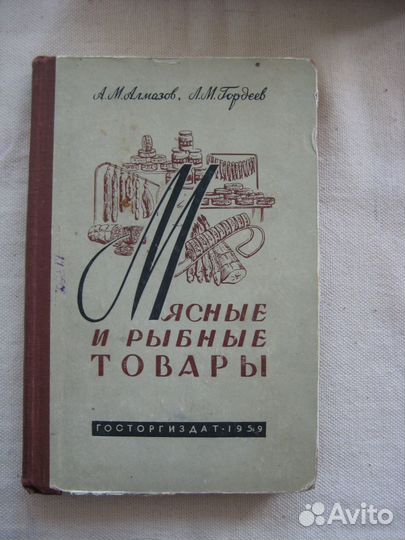 А.М.Алмазов, Л.М.Гордеев
МЯСНЫЕ
И РЫБНЫЕ
ТОВАРЫ
ГОСТОРГИЗДАТ-1959
Avito